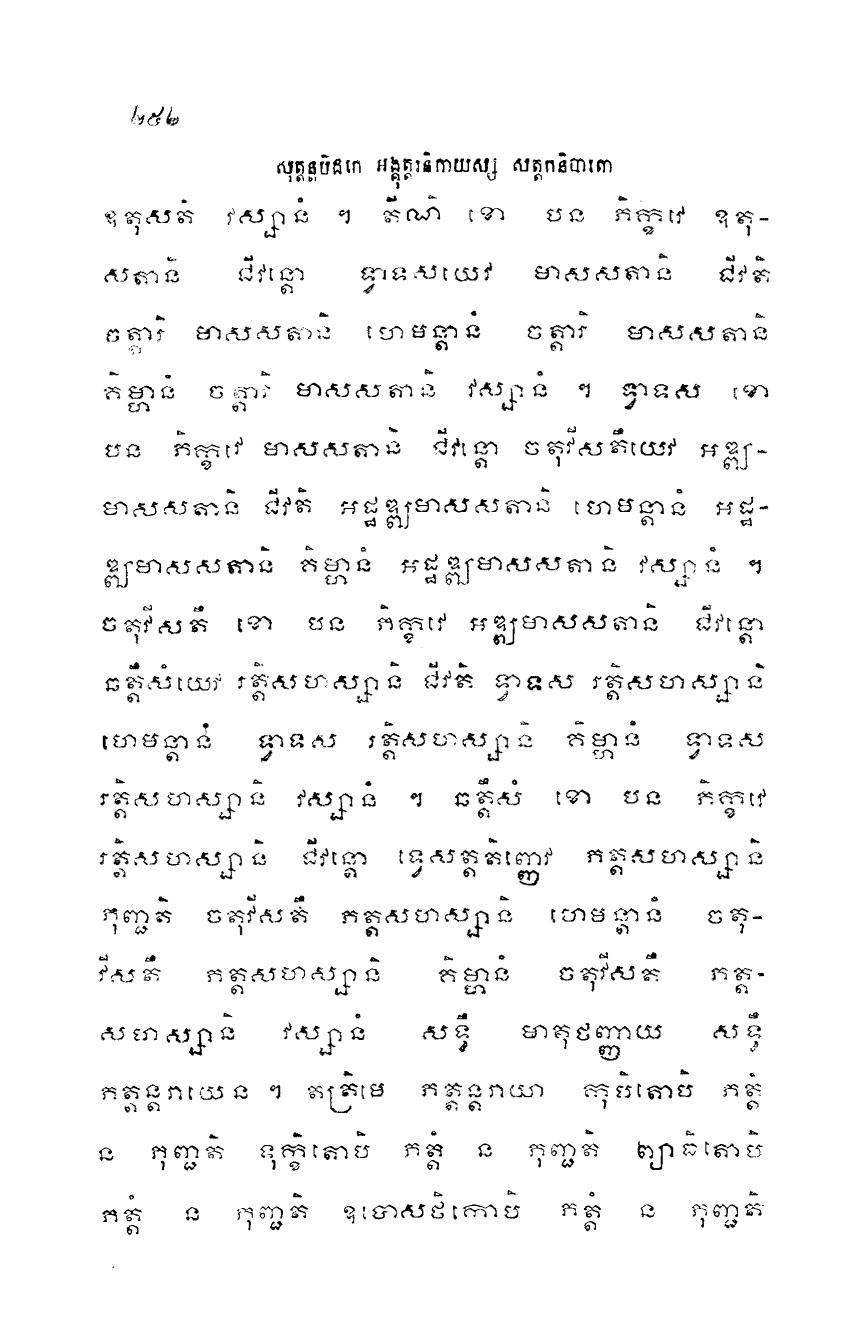 ២៥២
សុត្តន្តបិដកេ អង្គុត្តរនិកាយស្ស សត្តកនិបាតោ
ឧតុសតំ វស្សានំ ។ តីណិ ខោ បន ភិក្ខវេ ឧតុ-
សតានិ ជីវន្តោ ទ្វាទសយេវ មាសសតានិ ជីវតិ
ចត្តារិ មាសសតានិ ហេមន្តានំ ចត្តារិ មាសសតានិ
គិម្ហានំ ចត្តារិ មាសសតានិ វស្សានំ ។ ទ្វាទស ខោ
បន ភិក្ខវេ មាសសតានិ ជីវន្តោ ចតុវីសតឹយេវ អឌ្ឍ-
មាសសតានិ ជីវតិ អដ្ឋឌ្ឍមាសសតានិ ហេមន្តានំ អដ្ឋ-
ឌ្ឍមាសសតានិ គិម្ហានំ អដ្ឋឌ្ឍមាសសតានិ វស្សានំ ។
ចតុវីសតឹ ខោ បន ភិក្ខវេ អឌ្ឍមាសសតានិ ជីវន្តោ
ឆត្តឹសំយេវ រត្តិសហស្សានិ ជីវតិ ទ្វាទស រត្តិសហស្សានិ
ហេមន្តានំ ទ្វាទស រត្តិសហស្សានិ គិម្ហានំ ទ្វាទស
រត្តិសហស្សានិ វស្សានំ ។ ឆត្តឹសំ ខោ បន ភិក្ខវេ
រត្តិសហស្សានិ ជីវន្តោ ទ្វេសត្តតិញ្ញេវ ភត្តសហស្សានិ
ភុញ្ជតិ ចតុវីសតឹ ភត្តសហស្សានិ ហេមន្តានំ ចតុ-
វីសតឹ ភត្តសហស្សានិ គិម្ហានំ ចតុវីសតឹ ភត្ត-
សហស្សានិ វស្សានំ សទ្ធឹ មាតុថញ្ញាយ សទ្ធឹ
ភត្តន្តរាយេន ។ តត្រិមេ ភត្តន្តរាយា កុបិតោបិ ភត្តំ
ន ភុញ្ជតិ ទុក្ខិតោបិ ភត្តំ ន ភុញ្ជតិ ព្យាធិតោបិ
ភត្តំ ន ភុញ្ជតិ ឧបោសថិកោបិ ភត្តំ ន ភុញ្ជតិ